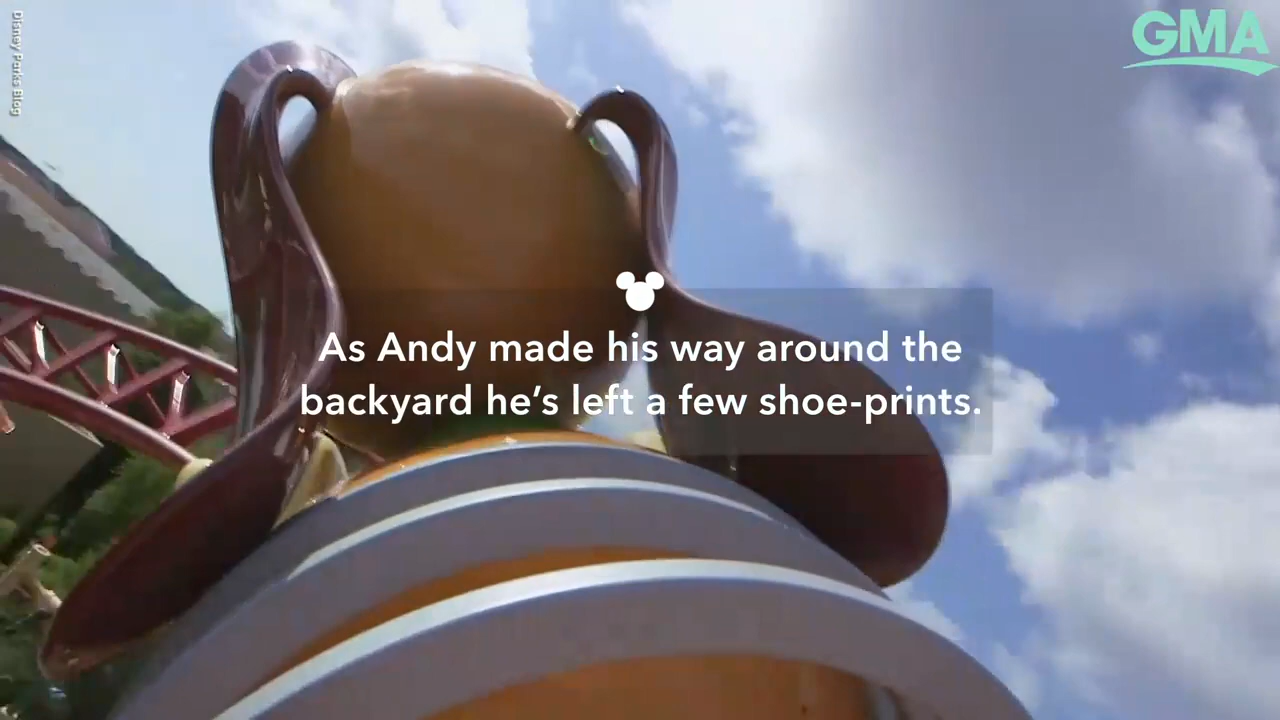 Disney Parks Blog
GMA
As Andy made his way around the
backyard he's left a few shoe-prints.